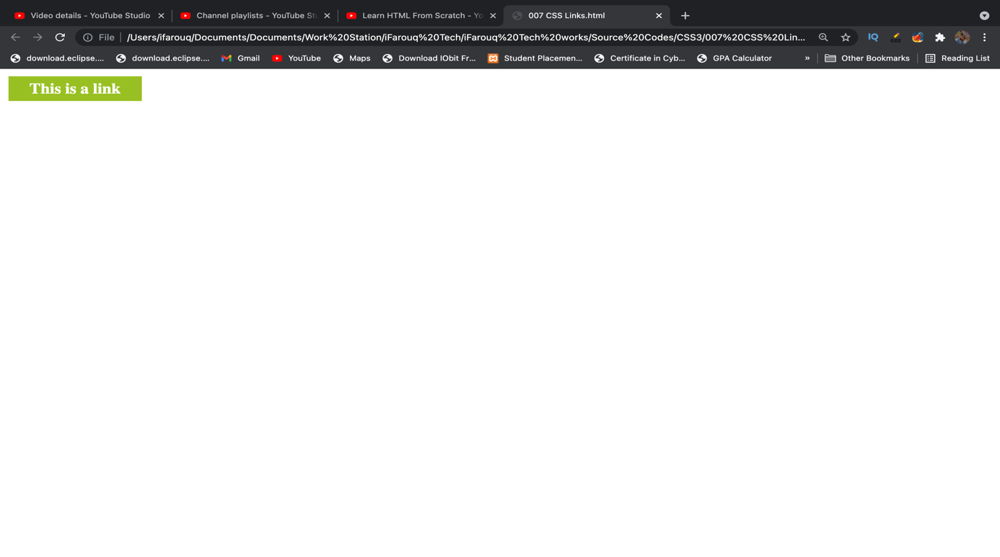 Video details - YouTube Studio
Channel playlists - YouTube Stu
Learn HTML From Scratch - Yo
007 CSS Links.html
File /Users/ifarouq/Documents/Documents/Work%20Station/iFarouq%20Tech/iFarouq%20Tech%20works/Source%20Codes/CSS3/007%20CSS%20Lin...
IQ
CSS
download.eclipse....
download.eclipse....
Gmail
YouTube
Maps
Download IObit Fr...
Student Placemen...
Certificate in Cyb...
GPA Calculator
»
Other Bookmarks
Reading List
This is a link